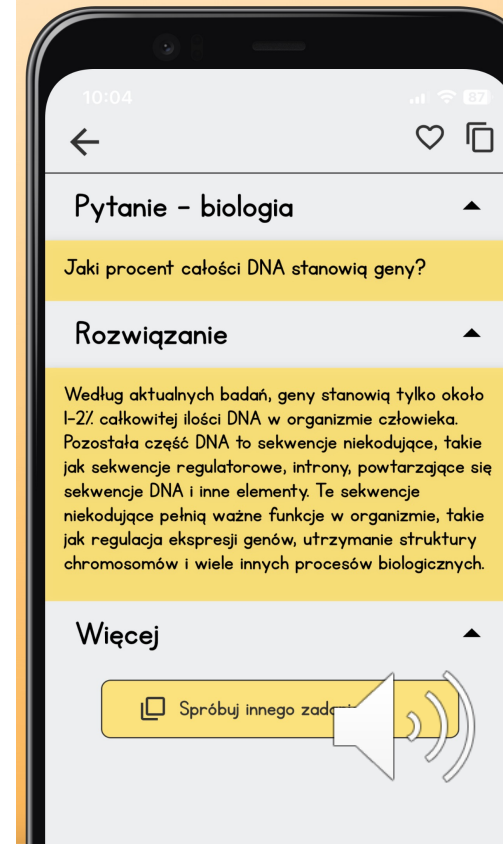 10:04
87
Pytanie - biologia
Jaki procent całości DNA stanowią geny?
Rozwiązanie
Według aktualnych badań, geny stanowią tylko około
1-2% całkowitej ilości DNA w organizmie człowieka.
Pozostała część DNA to sekwencje niekodujące, takie
jak sekwencje regulatorowe, introny, powtarzające się
sekwencje DNA i inne elementy. Te sekwencje
niekodujące pełnią ważne funkcje w organizmie, takie
jak regulacja ekspresji genów, utrzymanie struktury
chromosomów i wiele innych procesów biologicznych.
Więcej
Spróbuj innego